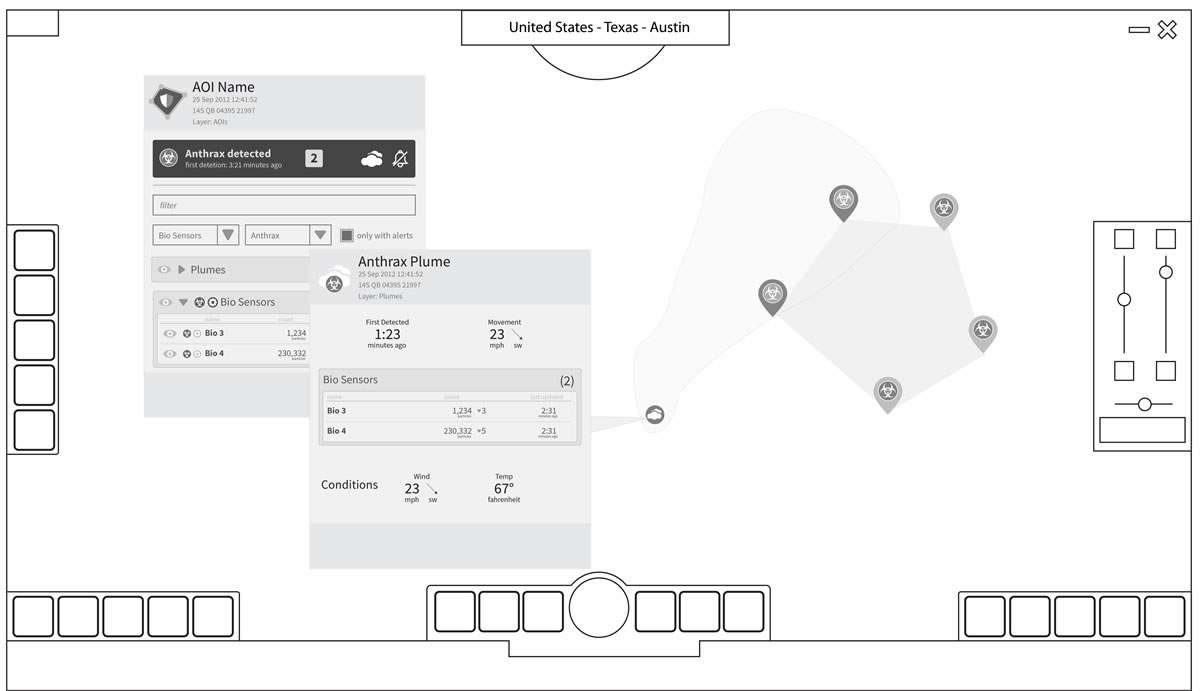 United States - Texas - Austin
AOI Name
25 Sep 2012 12:41:52
14S QB 04395 21997
Layer: AOIs
Anthrax detected
first detetion: 3:21 minutes ago
2
filter
Bio Sensors
Anthrax
only with alerts
Plumes
Bio Sensors
name count
Bio 3 1,234
particles
Bio 4 230,332
particles
Anthrax Plume
25 Sep 2012 12:41:52
14S QB 04395 21997
Layer: Plumes
First Detected
1:23
minutes ago
Movement
23
mph sw
Bio Sensors (2)
name count last updated
Bio 3 1,234 3 2:31
particles minutes ago
Bio 4 230,332 5 2:31
particles minutes ago
Conditions
Wind
23
mph sw
Temp
67°
fahrenheit